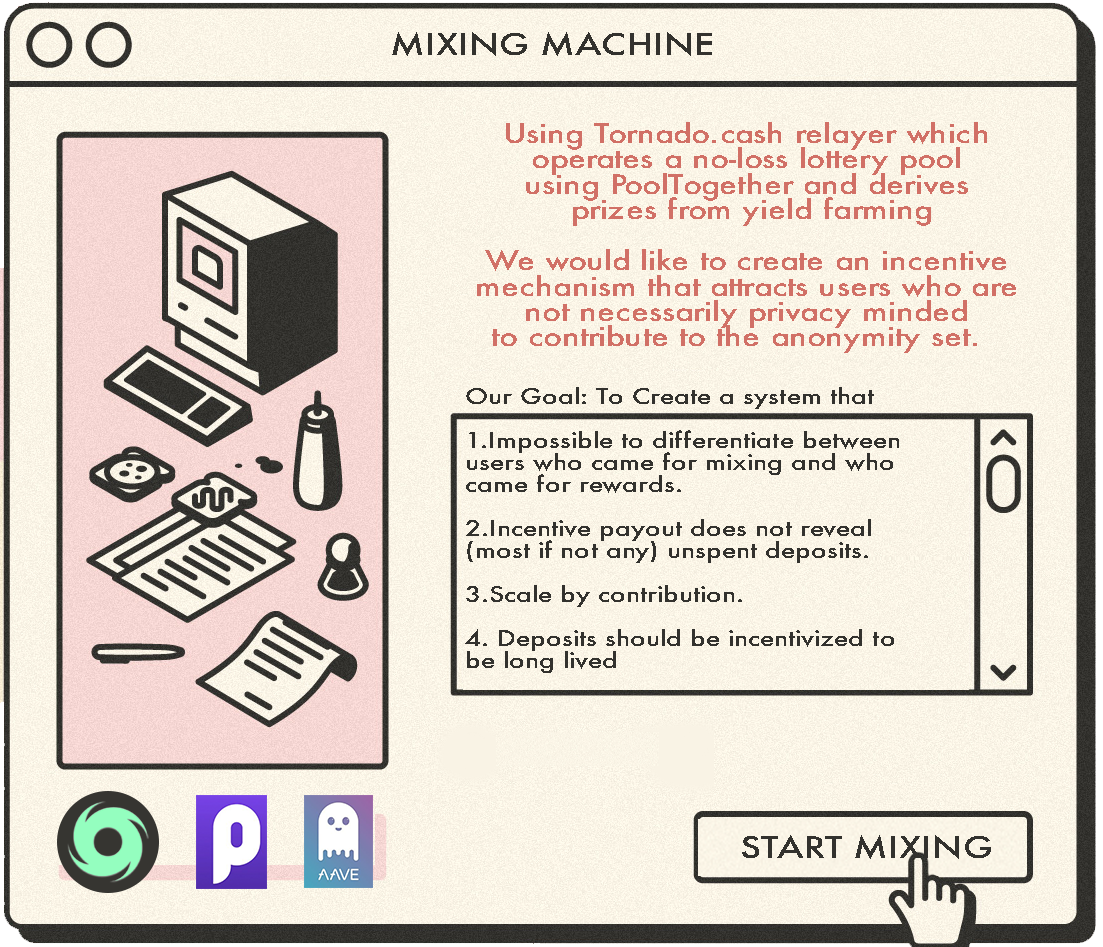 MIXING MACHINE
Using Tornado.cash relayer which
operates a no-loss lottery pool
using PoolTogether and derives
prizes from yield farming
We would like to create an incentive
mechanism that attracts users who are
not necessarily privacy minded
to contribute to the anonymity set.
Our Goal: To Create a system that
1.Impossible to differentiate between
users who came for mixing and who
came for rewards.
2.Incentive payout does not reveal
(most if not any) unspent deposits.
3.Scale by contribution.
4. Deposits should be incentivized to
be long lived
AAVE
START MIXING